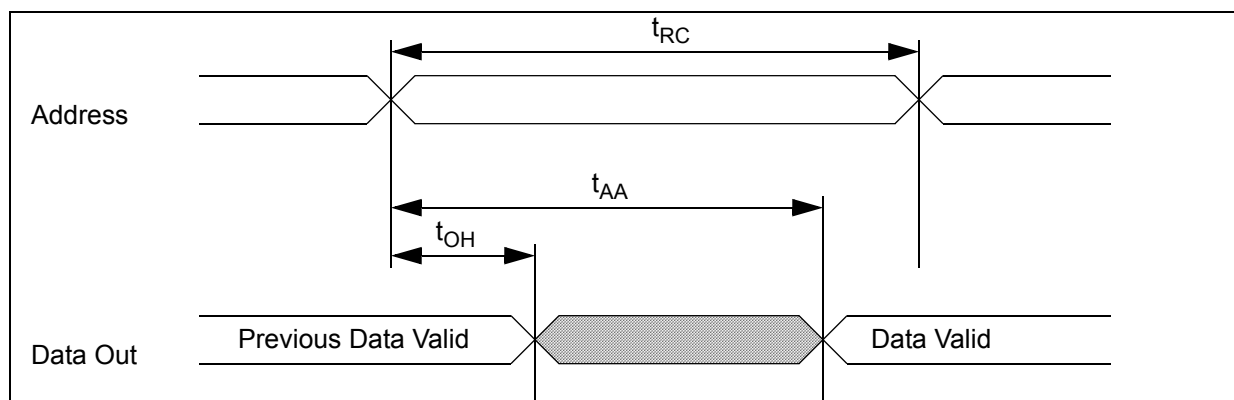 tRC
Address
tAA
tOH
Previous Data Valid
Data Valid
Data Out